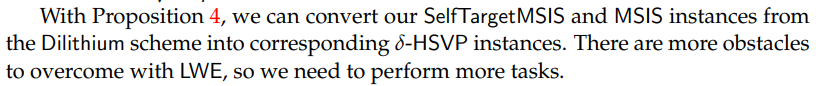 With Proposition 4, we can convert our SelfTargetMSIS and MSIS instances from
the Dilithium scheme into corresponding δ-HSVP instances. There are more obstacles
to overcome with LWE, so we need to perform more tasks.